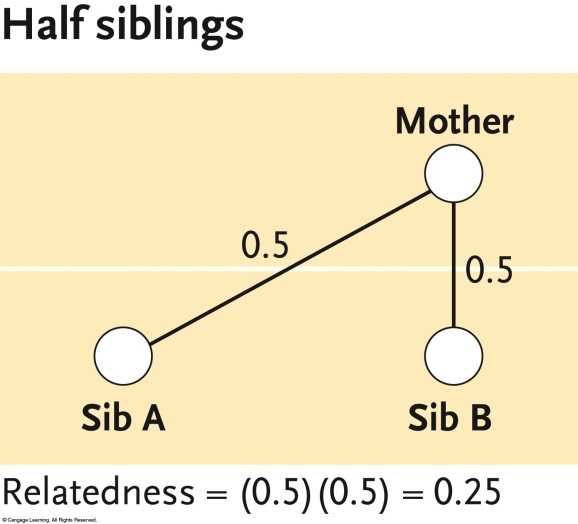 Half siblings
Mother
0.5
0.5
Sib A
Sib B
Relatedness = (0.5)(0.5) = 0.25
© Cengage Learning. All Rights Reserved.